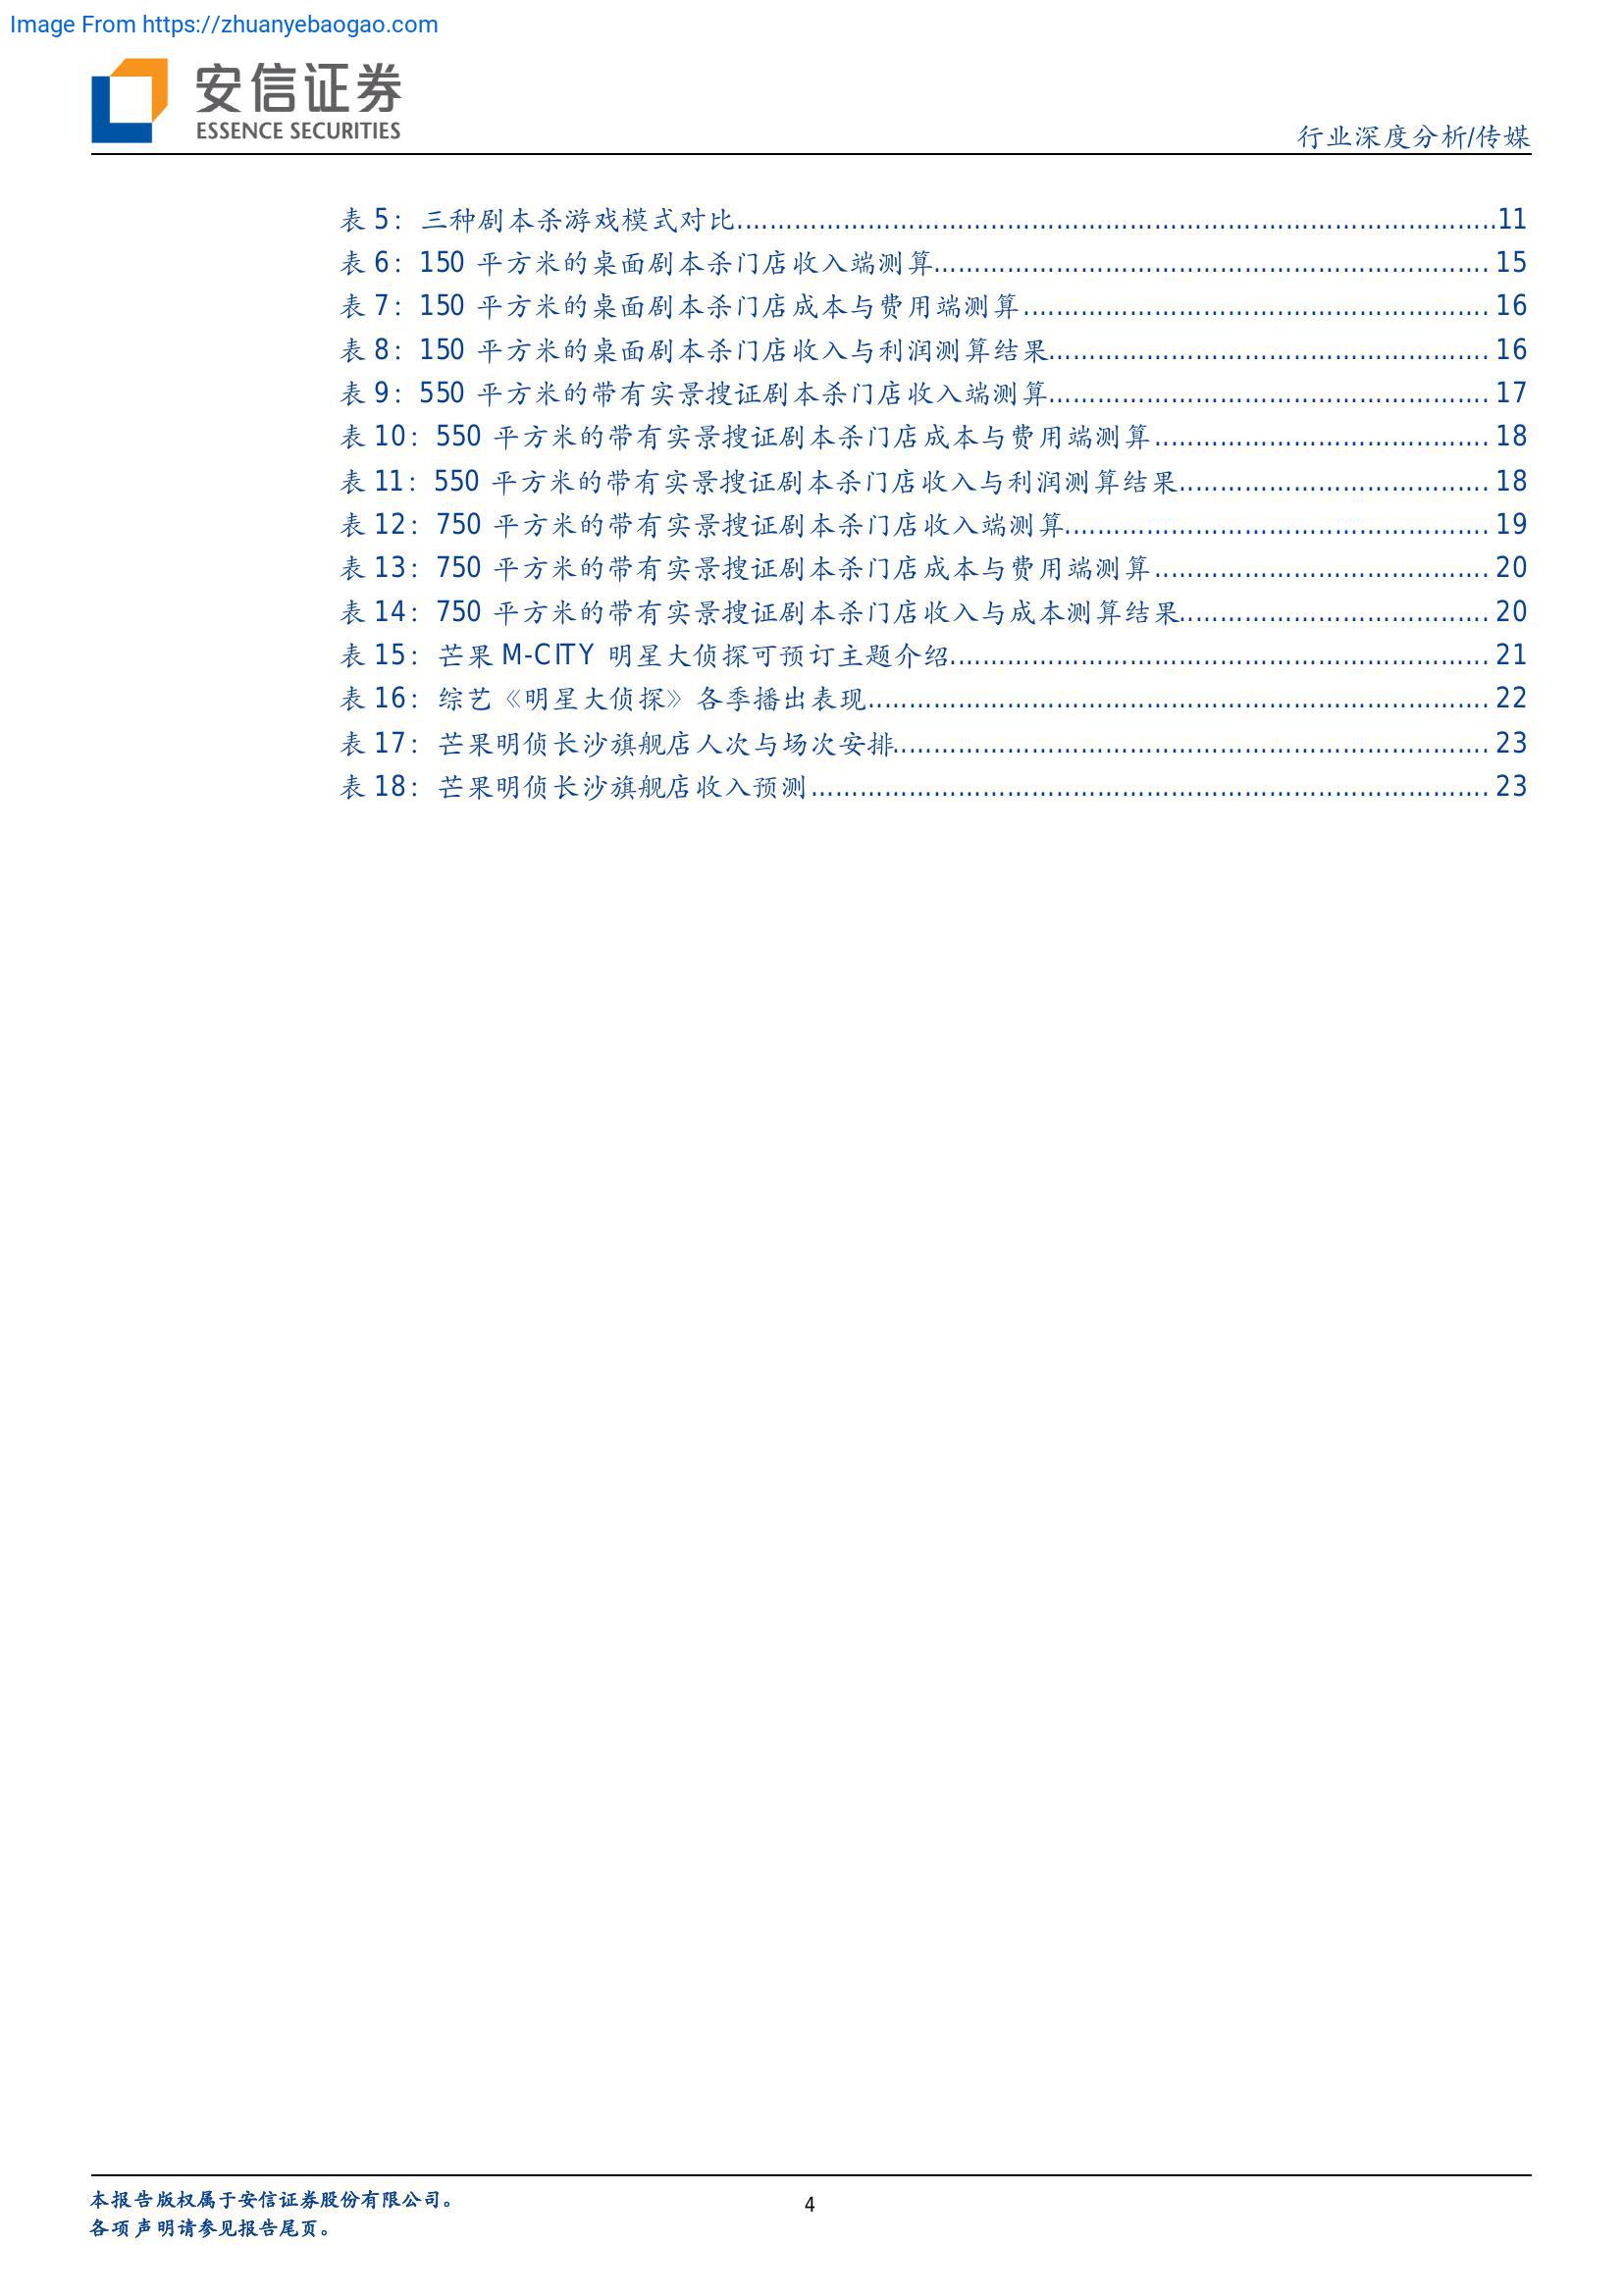 Image From https://zhuanyebaogao.com
安信证券
ESSENCE SECURITIES
行业深度分析/传媒
表 5：三种剧本杀游戏模式对比 11
表 6：150 平方米的桌面剧本杀门店收入端测算 15
表 7：150 平方米的桌面剧本杀门店成本与费用端测算 16
表 8：150 平方米的桌面剧本杀门店收入与利润测算结果 16
表 9：550 平方米的带有实景搜证剧本杀门店收入端测算 17
表 10：550 平方米的带有实景搜证剧本杀门店成本与费用端测算 18
表 11：550 平方米的带有实景搜证剧本杀门店收入与利润测算结果 18
表 12：750 平方米的带有实景搜证剧本杀门店收入端测算 19
表 13：750 平方米的带有实景搜证剧本杀门店成本与费用端测算 20
表 14：750 平方米的带有实景搜证剧本杀门店收入与成本测算结果 20
表 15：芒果 M-CITY 明星大侦探可预订主题介绍 21
表 16：综艺《明星大侦探》各季播出表现 22
表 17：芒果明侦长沙旗舰店人次与场次安排 23
表 18：芒果明侦长沙旗舰店收入预测 23
本报告版权属于安信证券股份有限公司。
4
各项声明请参见报告尾页。